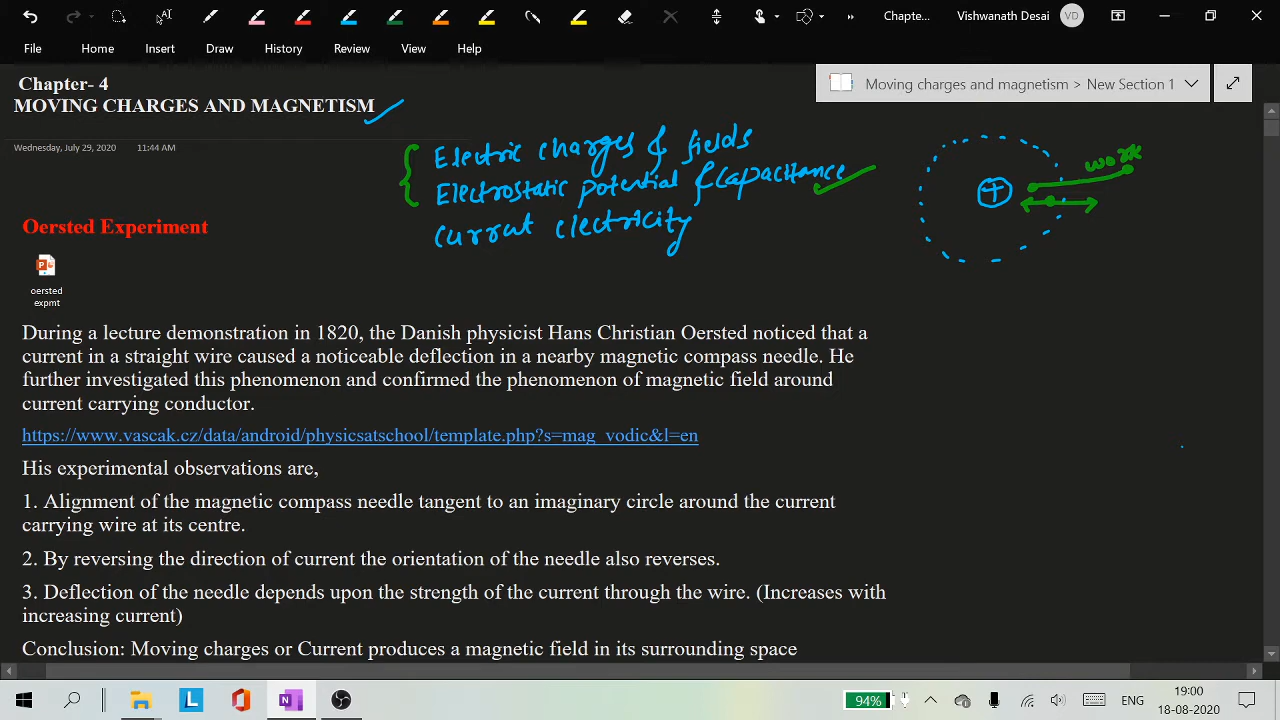 Chapte...
Vishwanath Desai
VD
File
Home
Insert
Draw
History
Review
View
Help
Chapter- 4
MOVING CHARGES AND MAGNETISM
Moving charges and magnetism > New Section 1
Wednesday, July 29, 2020 11:44 AM
Electric charges & fields
Electrostatic potential & capacitance
Current electricity
+
work
Oersted Experiment
oersted
expmt
During a lecture demonstration in 1820, the Danish physicist Hans Christian Oersted noticed that a
current in a straight wire caused a noticeable deflection in a nearby magnetic compass needle. He
further investigated this phenomenon and confirmed the phenomenon of magnetic field around
current carrying conductor.
https://www.vascak.cz/data/android/physicsatschool/template.php?s=mag_vodic&l=en
His experimental observations are,
1. Alignment of the magnetic compass needle tangent to an imaginary circle around the current
carrying wire at its centre.
2. By reversing the direction of current the orientation of the needle also reverses.
3. Deflection of the needle depends upon the strength of the current through the wire. (Increases with
increasing current)
Conclusion: Moving charges or Current produces a magnetic field in its surrounding space
94%
ENG
19:00
18-08-2020